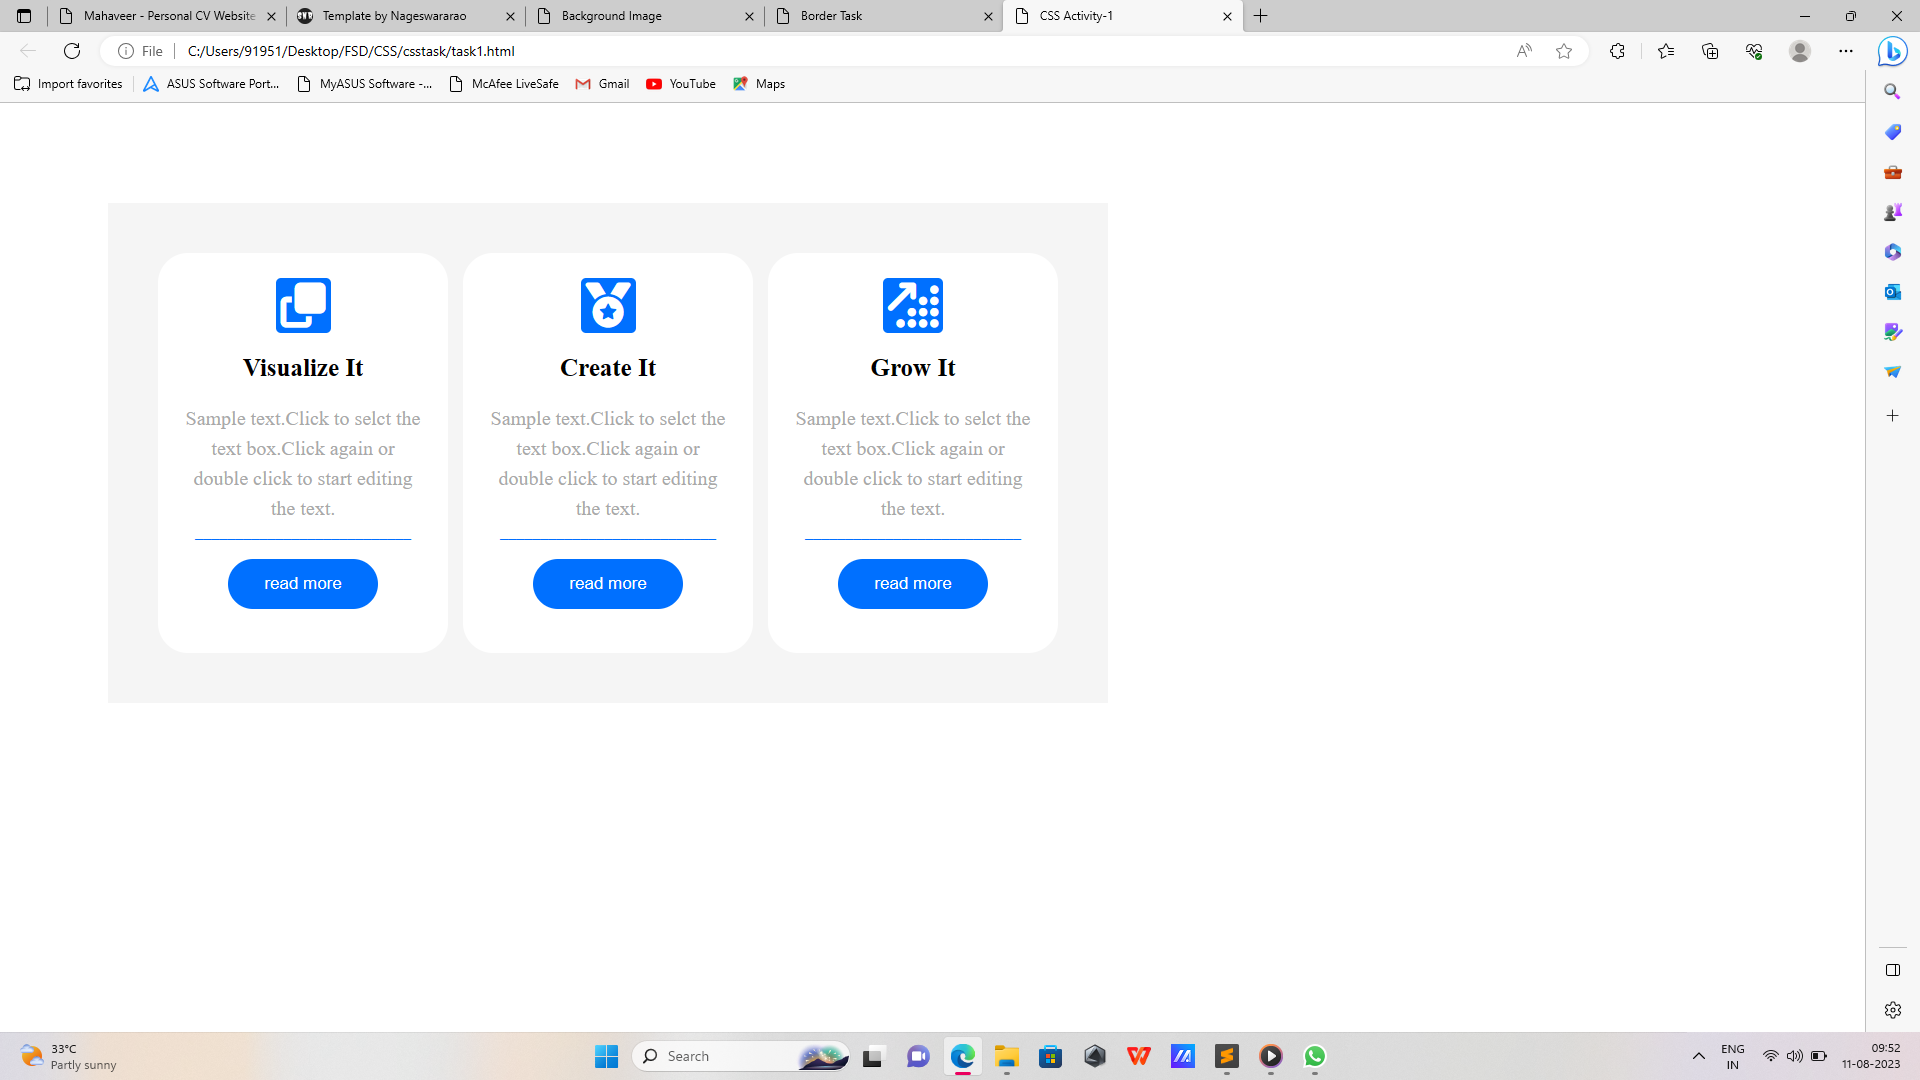 Mahaveer - Personal CV Website
Template by Nageswararao
Background Image
Border Task
CSS Activity-1
File
C:/Users/91951/Desktop/FSD/CSS/csstask/task1.html
Import favorites
ASUS Software Port...
MyASUS Software -...
McAfee LiveSafe
Gmail
YouTube
Maps
Visualize It
Sample text.Click to selct the
text box.Click again or
double click to start editing
the text.
read more
Create It
Sample text.Click to selct the
text box.Click again or
double click to start editing
the text.
read more
Grow It
Sample text.Click to selct the
text box.Click again or
double click to start editing
the text.
read more
33°C
Partly sunny
Search
ENG
IN
09:52
11-08-2023